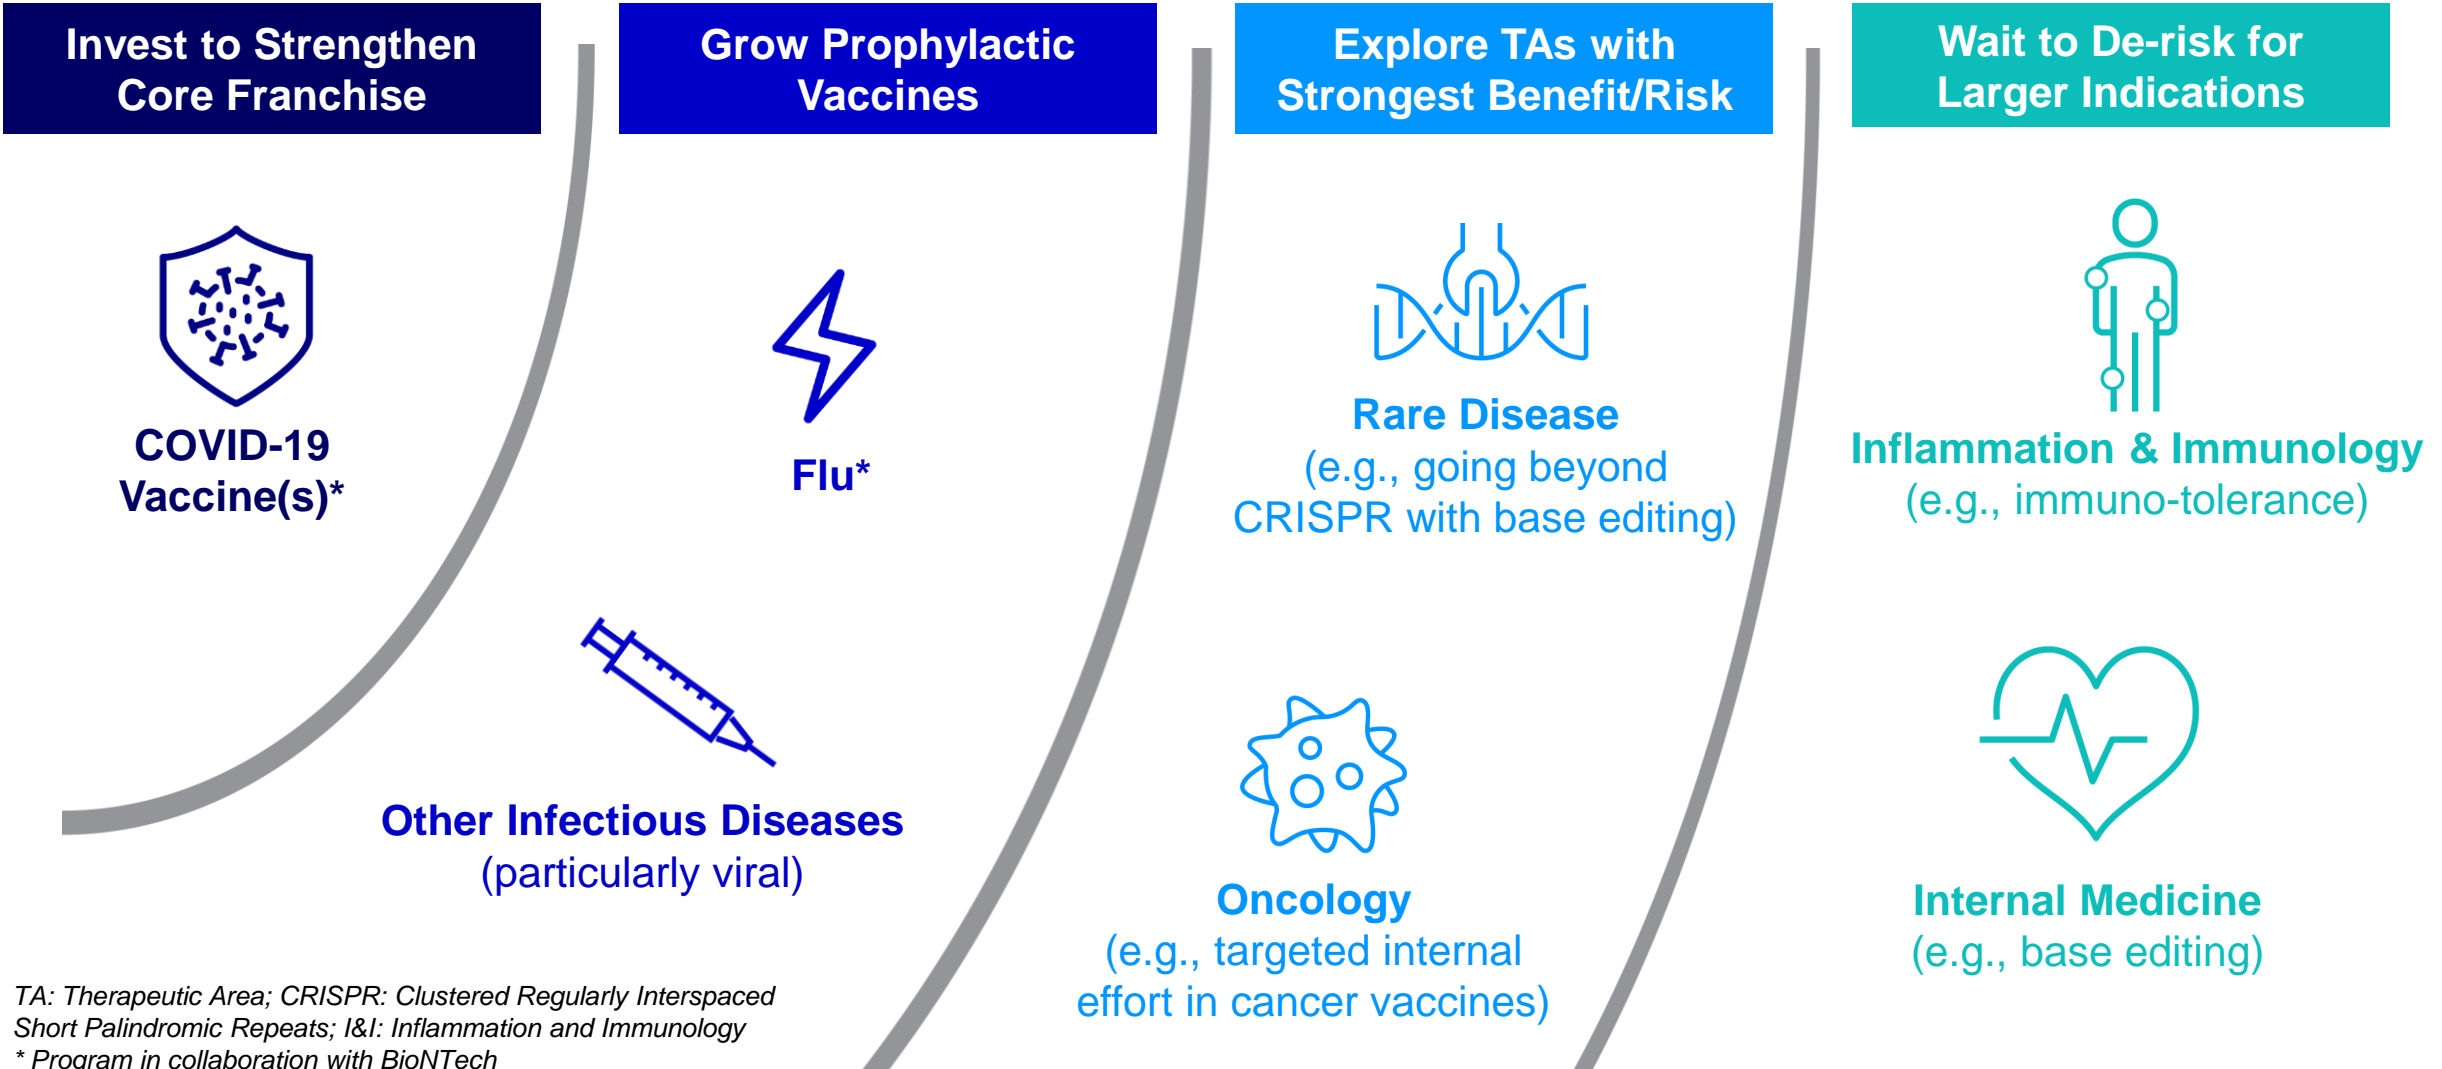 Invest to Strengthen
Core Franchise
Grow Prophylactic
Vaccines
Explore TAs with
Strongest Benefit/Risk
Wait to De-risk for
Larger Indications
COVID-19
Vaccine(s)*
Flu*
Other Infectious Diseases
(particularly viral)
Rare Disease
(e.g., going beyond
CRISPR with base editing)
Oncology
(e.g., targeted internal
effort in cancer vaccines)
Inflammation & Immunology
(e.g., immuno-tolerance)
Internal Medicine
(e.g., base editing)
TA: Therapeutic Area; CRISPR: Clustered Regularly Interspaced
Short Palindromic Repeats; I&I: Inflammation and Immunology
* Program in collaboration with BioNTech